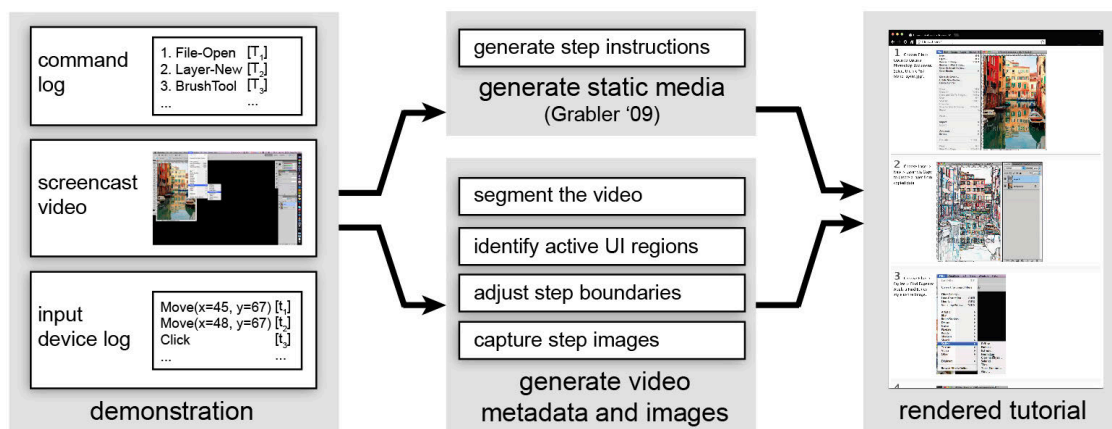 command
log
1. File-Open [T1]
2. Layer-New [T2]
3. BrushTool [T3]
... ...
screencast
video
input
device log
Move(x=45, y=67) [t1]
Move(x=48, y=67) [t2]
Click [t3]
... ...
demonstration
generate step instructions
generate static media
(Grabler ‘09)
segment the video
identify active UI regions
adjust step boundaries
capture step images
generate video
metadata and images
1
2
3
rendered tutorial